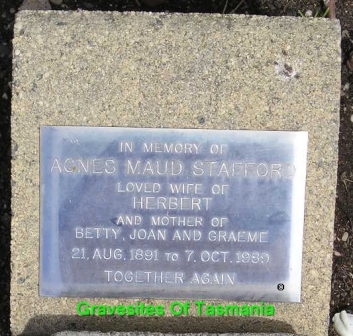 IN MEMORY OF
AGNES MAUD STAFFORD
LOVED WIFE OF
HERBERT
AND MOTHER OF
BETTY, JOAN AND GRAEME
21. AUG. 1891 TO 7. OCT.
TOGETHER AGAIN
Gravesites Of Tasmania